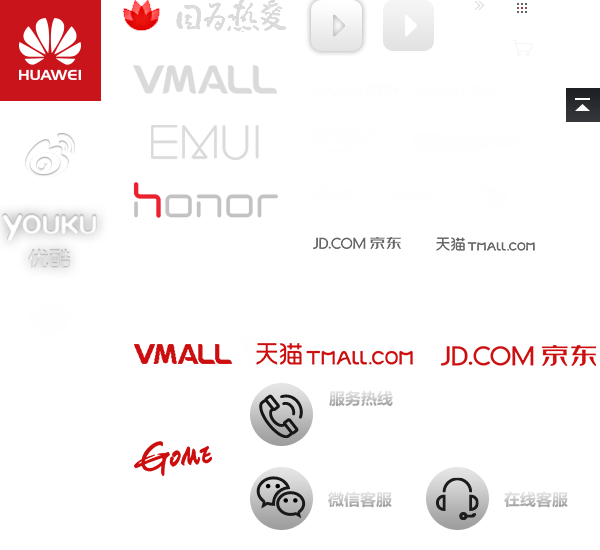 HUAWEI
因为热爱
VMALL
EMUI
honor
YOUKU
优酷
JD.COM 京东
天猫 TMALL.COM
VMALL
天猫 TMALL.COM
JD.COM 京东
服务热线
GOME
微信客服
在线客服